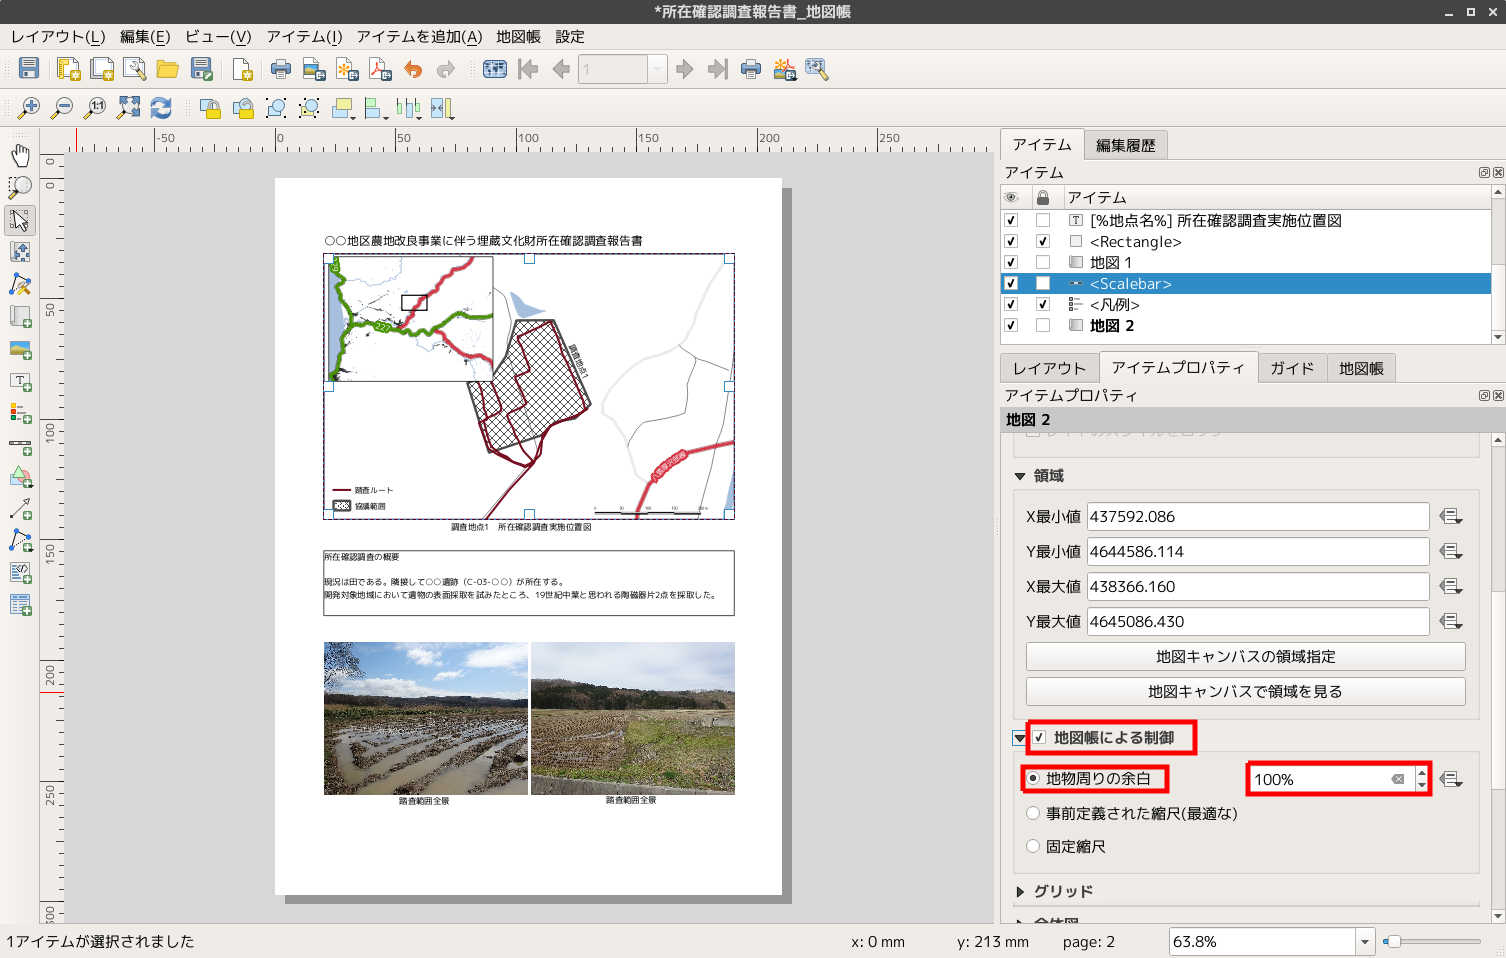 *所在確認調査報告書_地図帳
レイアウト(L) 編集(E) ビュー(V) アイテム(I) アイテムを追加(A) 地図帳 設定
1
1:1
-50 0 50 100 150 200 250
0
0
50
100
150
200
250
300
アイテム 編集履歴
アイテム
アイテム
[%地点名%] 所在確認調査実施位置図
<Rectangle>
地図 1
<Scalebar>
<凡例>
地図 2
レイアウト アイテムプロパティ ガイド 地図帳
アイテムプロパティ
地図 2
領域
X最小値 437592.086
Y最小値 4644586.114
X最大値 438366.160
Y最大値 4645086.430
地図キャンバスの領域指定
地図キャンバスで領域を見る
地図帳による制御
地物周りの余白 100%
事前定義された縮尺(最適な)
固定縮尺
グリッド
全体図
○○地区農地改良事業に伴う埋蔵文化財所在確認調査報告書
277
調査地点1
踏査ルート
協議範囲
0 50 100 150 200 m
調査地点1 所在確認調査実施位置図
所在確認調査の概要
現況は田である。隣接して○○遺跡（C-03-○○）が所在する。
開発対象地域において遺物の表面採取を試みたところ、19世紀中葉と思われる陶磁器片2点を採取した。
踏査範囲全景 踏査範囲全景
1アイテムが選択されました
x: 0 mm y: 213 mm page: 2 63.8%